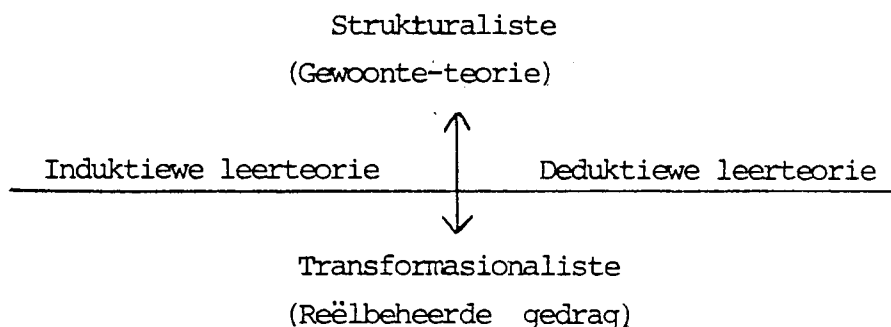 Strukturaliste
(Gewoonte-teorie)
Induktiewe leerteorie Deduktiewe leerteorie
Transformasionaliste
(Reëlbeheerde gedrag)